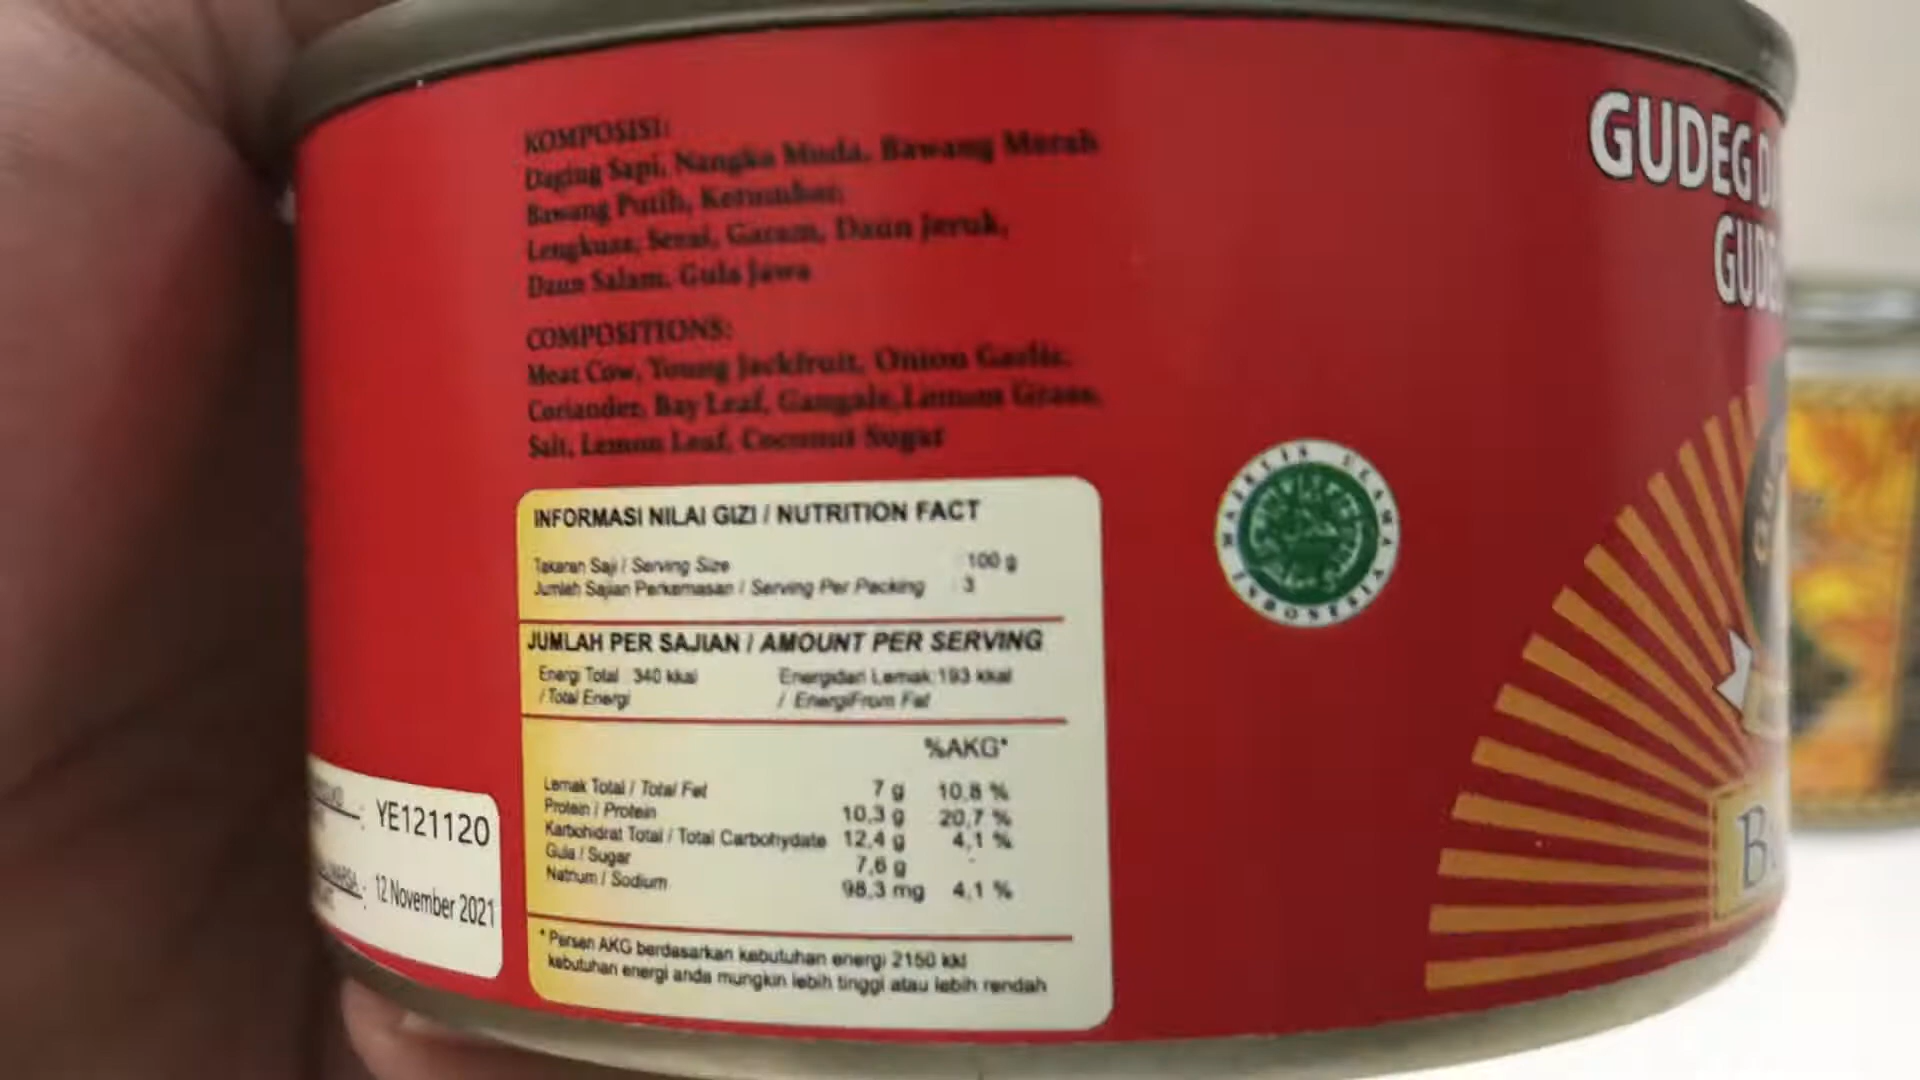 KOMPOSISI:
Daging Sapi, Nangka Muda, Bawang Merah
Bawang Putih, Ketumbar,
Lengkuas, Serai, Garam, Daun Jeruk,
Daun Salam, Gula Jawa
COMPOSITIONS:
Meat Cow, Young Jackfruit, Onion Garlic,
Coriander, Bay Leaf, Gangale, Lemon Grass,
Salt, Lemon Leaf, Coconut Sugar
INFORMASI NILAI GIZI / NUTRITION FACT
Takaran Saji / Serving Size 100 g
Jumlah Sajian Perkemasan / Serving Per Packing : 3
JUMLAH PER SAJIAN / AMOUNT PER SERVING
Energi Total 340 kkal Energidari Lemak 193 kkal
/ Total Energi / EnergiFrom Fat
%AKG*
Lemak Total / Total Fat 7 g 10,8 %
Protein / Protein 10,3 g 20,7 %
Karbohidrat Total / Total Carbohydrate 12,4 g 4,1 %
Gula / Sugar 7,6 g -
Natrium / Sodium 98,3 mg 4,1 %
* Persen AKG berdasarkan kebutuhan energi 2150 kkl
kebutuhan energi anda mungkin lebih tinggi atau lebih rendah
: YE121120
: 12 November 2021
MAJELIS ULAMA
INDONESIA
GUDEG